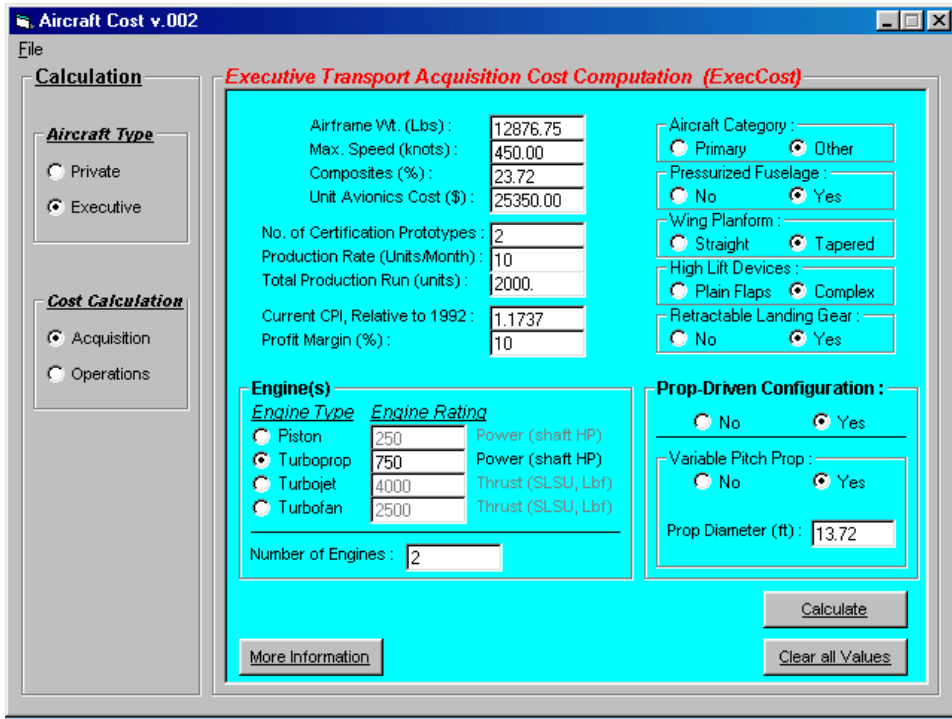 Aircraft Cost v.002
File
Calculation
Aircraft Type
Private
Executive
Cost Calculation
Acquisition
Operations
Executive Transport Acquisition Cost Computation (ExecCost)
Airframe Wt. (Lbs) : 12876.75
Max. Speed (knots) : 450.00
Composites (%) : 23.72
Unit Avionics Cost ($) : 25350.00
No. of Certification Prototypes : 2
Production Rate (Units/Month) : 10
Total Production Run (units) : 2000.
Current CPI, Relative to 1992 : 1.1737
Profit Margin (%) : 10
Aircraft Category :
Primary Other
Pressurized Fuselage :
No Yes
Wing Planform :
Straight Tapered
High Lift Devices :
Plain Flaps Complex
Retractable Landing Gear :
No Yes
Engine(s)
Engine Type Engine Rating
Piston 250 Power (shaft HP)
Turboprop 750 Power (shaft HP)
Turbojet 4000 Thrust (SLSU, Lbf)
Turbofan 2500 Thrust (SLSU, Lbf)
Number of Engines : 2
Prop-Driven Configuration :
No Yes
Variable Pitch Prop :
No Yes
Prop Diameter (ft) : 13.72
Calculate
More Information
Clear all Values